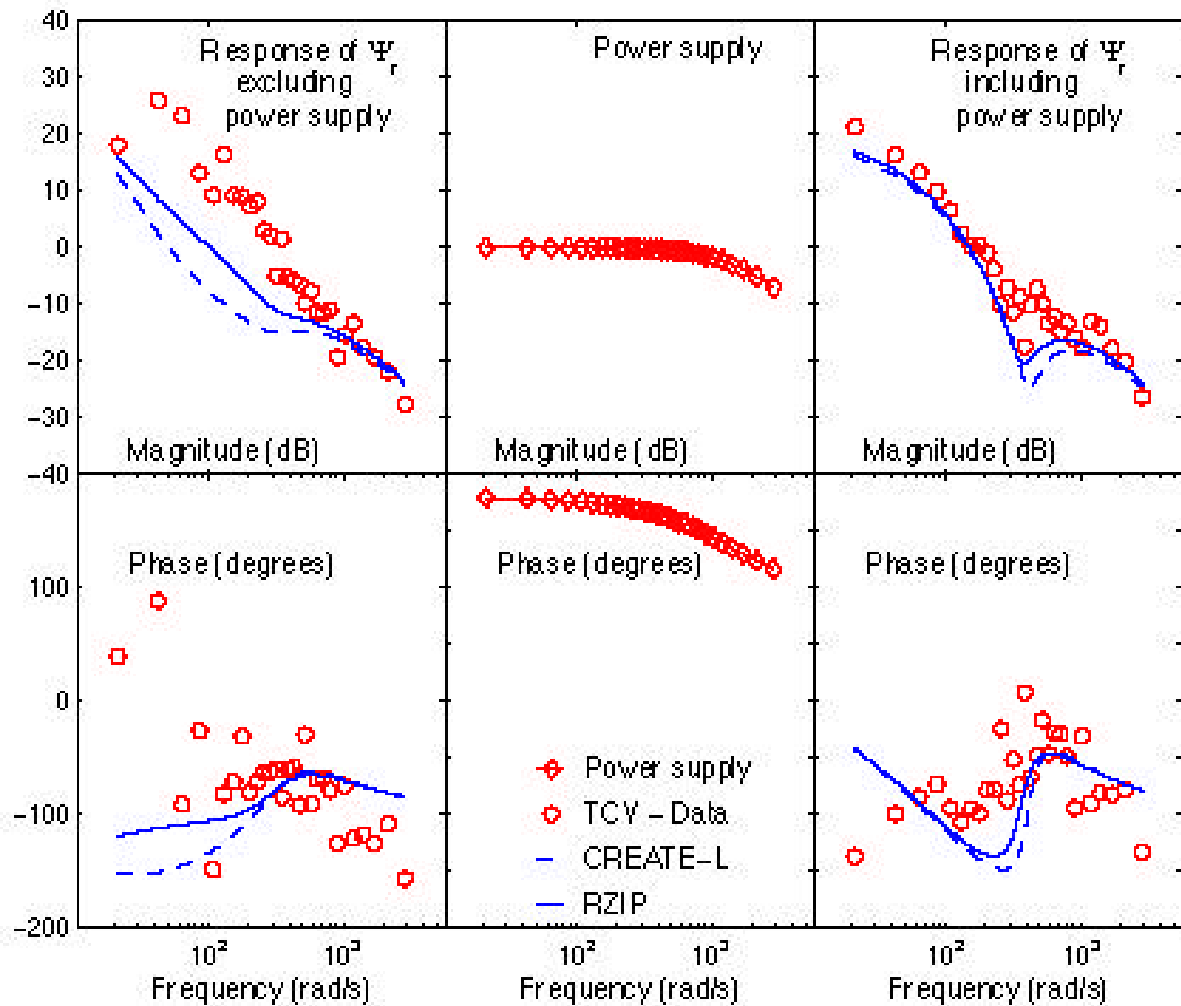 40
30
20
10
0
-10
-20
-30
-40
Response of Ψr
excluding
power supply
Magnitude (dB)
Power supply
Magnitude (dB)
Response of Ψr
including
power supply
Magnitude (dB)
100
0
-100
-200
Phase (degrees)
10²
10³
Frequency (rad/s)
Phase (degrees)
Power supply
TCV - Data
CREATE-L
RZIP
10²
10³
Frequency (rad/s)
Phase (degrees)
10²
10³
Frequency (rad/s)